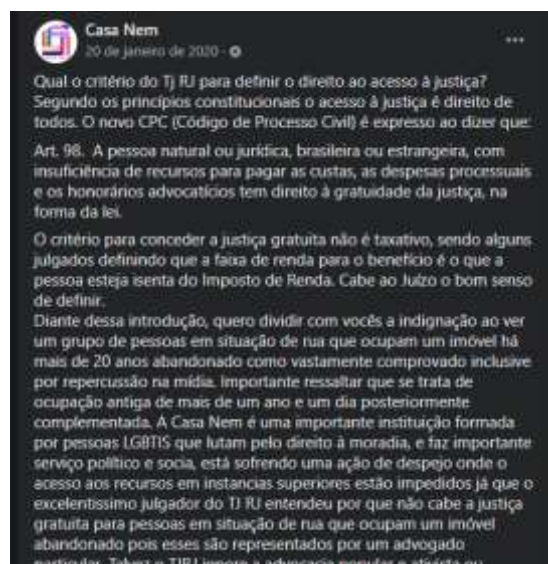 Casa Nem
20 de janeiro de 2020 ·
Qual o critério do Tj RJ para definir o direito ao acesso à justiça?
Segundo os princípios constitucionais o acesso à justiça é direito de
todos. O novo CPC (Código de Processo Civil) é expresso ao dizer que:
Art. 98. A pessoa natural ou jurídica, brasileira ou estrangeira, com
insuficiência de recursos para pagar as custas, as despesas processuais
e os honorários advocatícios tem direito à gratuidade da justiça, na
forma da lei.
O critério para conceder a justiça gratuita não é taxativo, sendo alguns
julgados definindo que a faixa de renda para o benefício é o que a
pessoa esteja isenta do Imposto de Renda. Cabe ao Juízo o bom senso
de definir.
Diante dessa introdução, quero dividir com vocês a indignação ao ver
um grupo de pessoas em situação de rua que ocupam um imóvel há
mais de 20 anos abandonado como vastamente comprovado inclusive
por repercussão na mídia. Importante ressaltar que se trata de
ocupação antiga de mais de um ano e um dia posteriormente
complementada. A Casa Nem é uma importante instituição formada
por pessoas LGBTIS que lutam pelo direito à moradia, e faz importante
serviço político e socia, está sofrendo uma ação de despejo onde o
acesso aos recursos em instancias superiores estão impedidos já que o
excelentissimo julgador do TJ RJ entendeu por que não cabe a justiça
gratuita para pessoas em situação de rua que ocupam um imóvel
abandonado pois esses são representados por um advogado
particular. Talvez o TJRJ ignore a advocacia popular e ativista ou